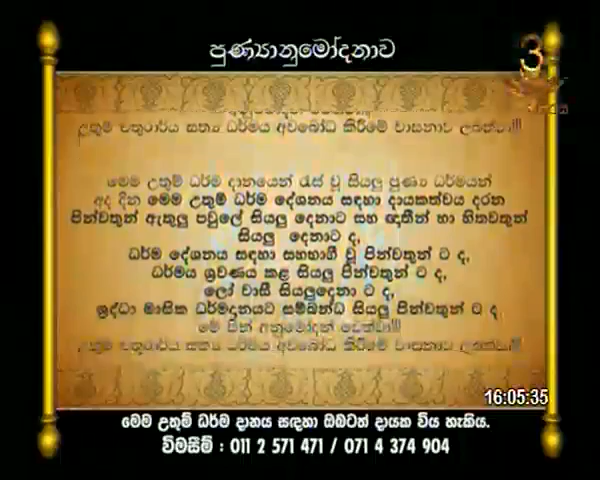 පුණ්‍යානුමෝදනාව
3
උතුම් චතුරාර්ය සත්‍ය ධර්මය අවබෝධ කිරීමේ වාසනාව උදාවේවා!!!
මෙම උතුම් ධර්ම දානයෙන් රැස් වූ සියලු පුණ්‍ය ධර්මයන්
අද දින මෙම උතුම් ධර්ම දේශනය සඳහා දායකත්වය දරන
පින්වතුන් ඇතුලු පවුලේ සියලු දෙනාට සහ ඥාතීන් හා හිතවතුන්
සියලු දෙනාට ද,
ධර්ම දේශනය සඳහා සහභාගී වූ පින්වතුන් ට ද,
ධර්මය ශ්‍රවණය කළ සියලු පින්වතුන් ට ද,
ලෝ වාසී සියලුදෙනා ට ද,
ශ්‍රද්ධා මාසික ධර්මදානයට සම්බන්ධ සියලු පින්වතුන් ට ද
මේ පින් අනුමෝදන් වේවා!!!
උතුම් චතුරාර්ය සත්‍ය ධර්මය අවබෝධ කිරීමේ වාසනාව උදාවේවා!!!
16:05:35
මෙම උතුම් ධර්ම දානය සඳහා ඔබටත් දායක විය හැකිය.
විමසීම් : 011 2 571 471 / 071 4 374 904